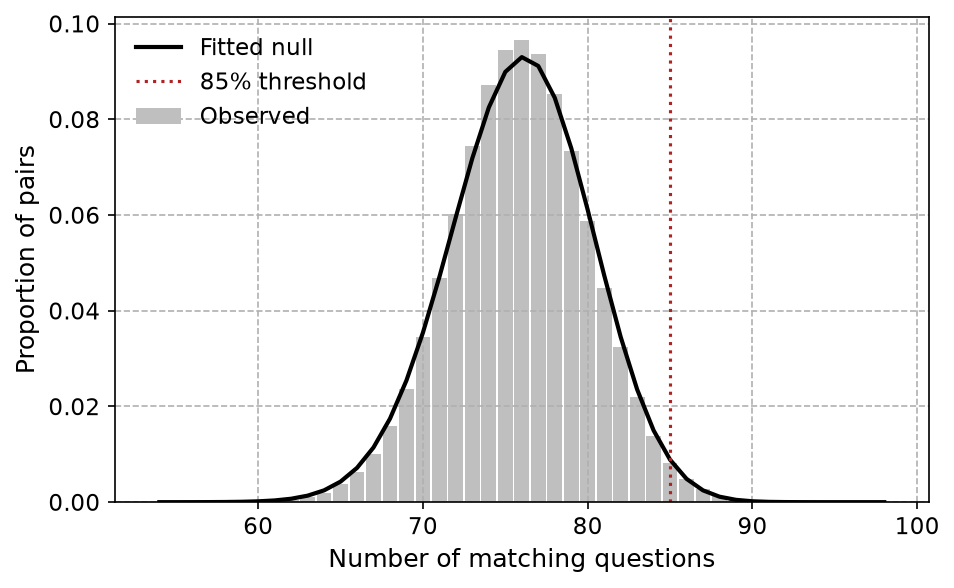 0.10
0.08
0.06
0.04
0.02
0.00
Proportion of pairs
Fitted null
85% threshold
Observed
60
70
80
90
100
Number of matching questions